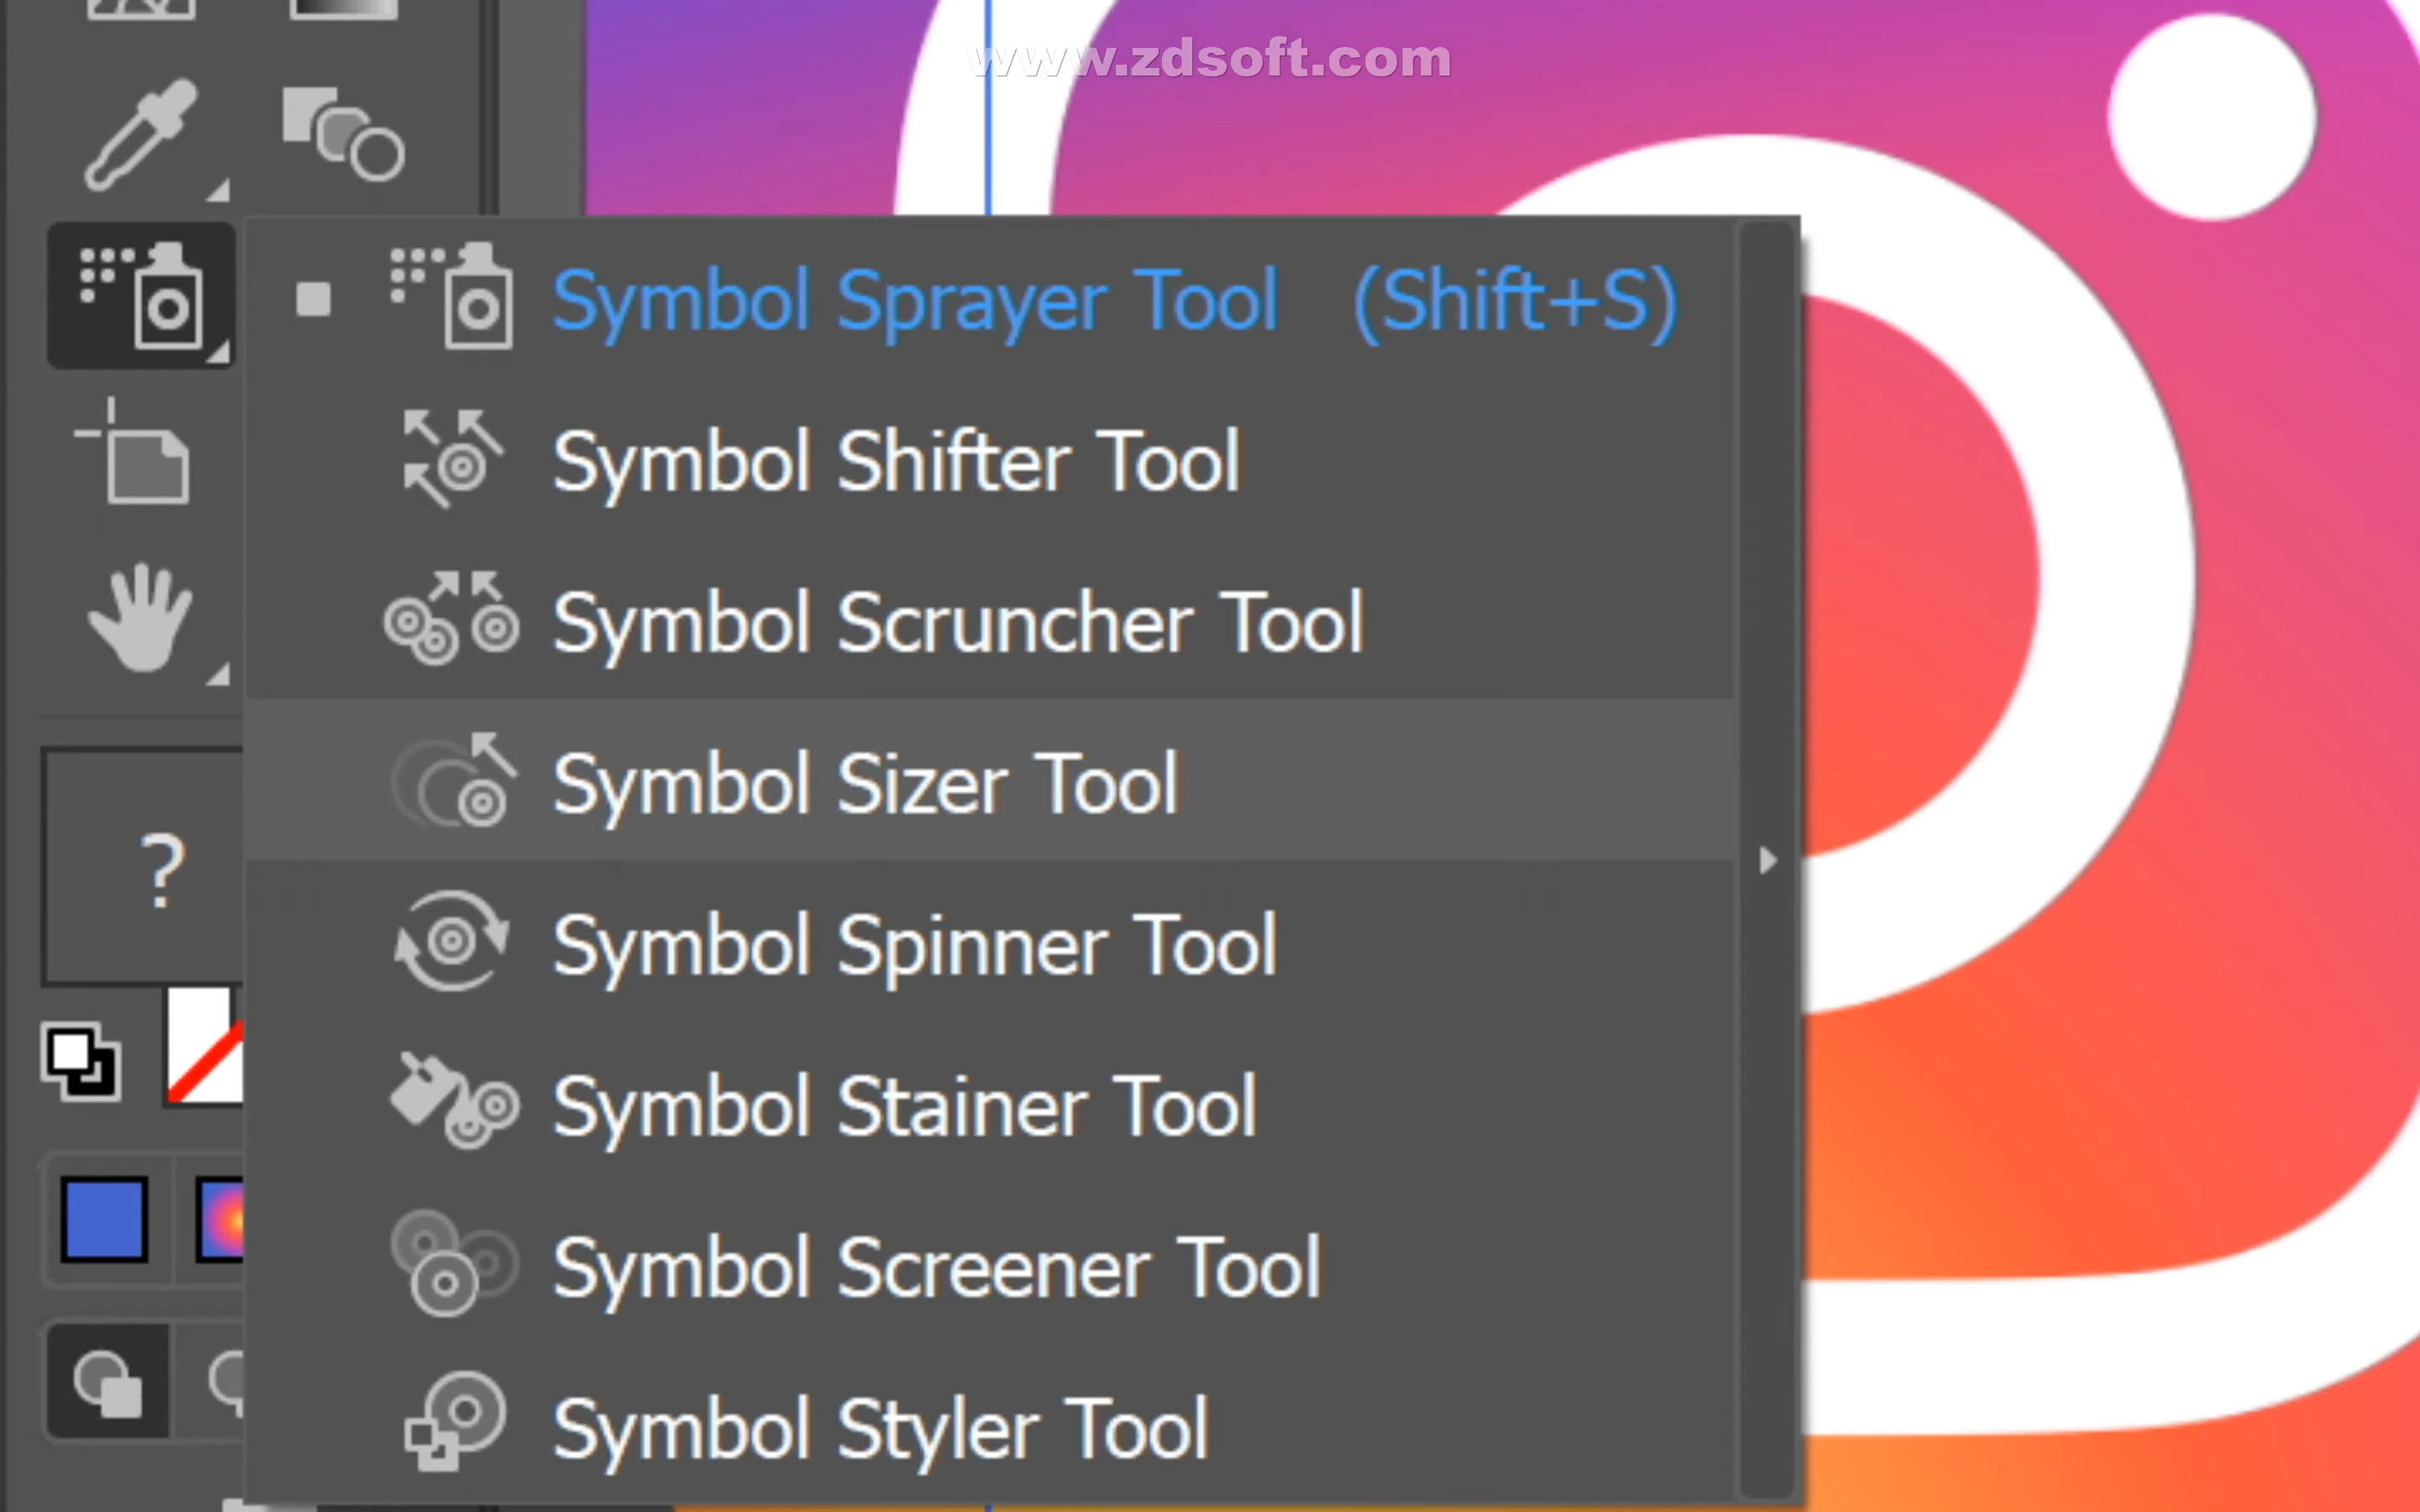 www.zdsoft.com
Symbol Sprayer Tool (Shift+S)
Symbol Shifter Tool
Symbol Scruncher Tool
Symbol Sizer Tool
?
Symbol Spinner Tool
Symbol Stainer Tool
Symbol Screener Tool
Symbol Styler Tool